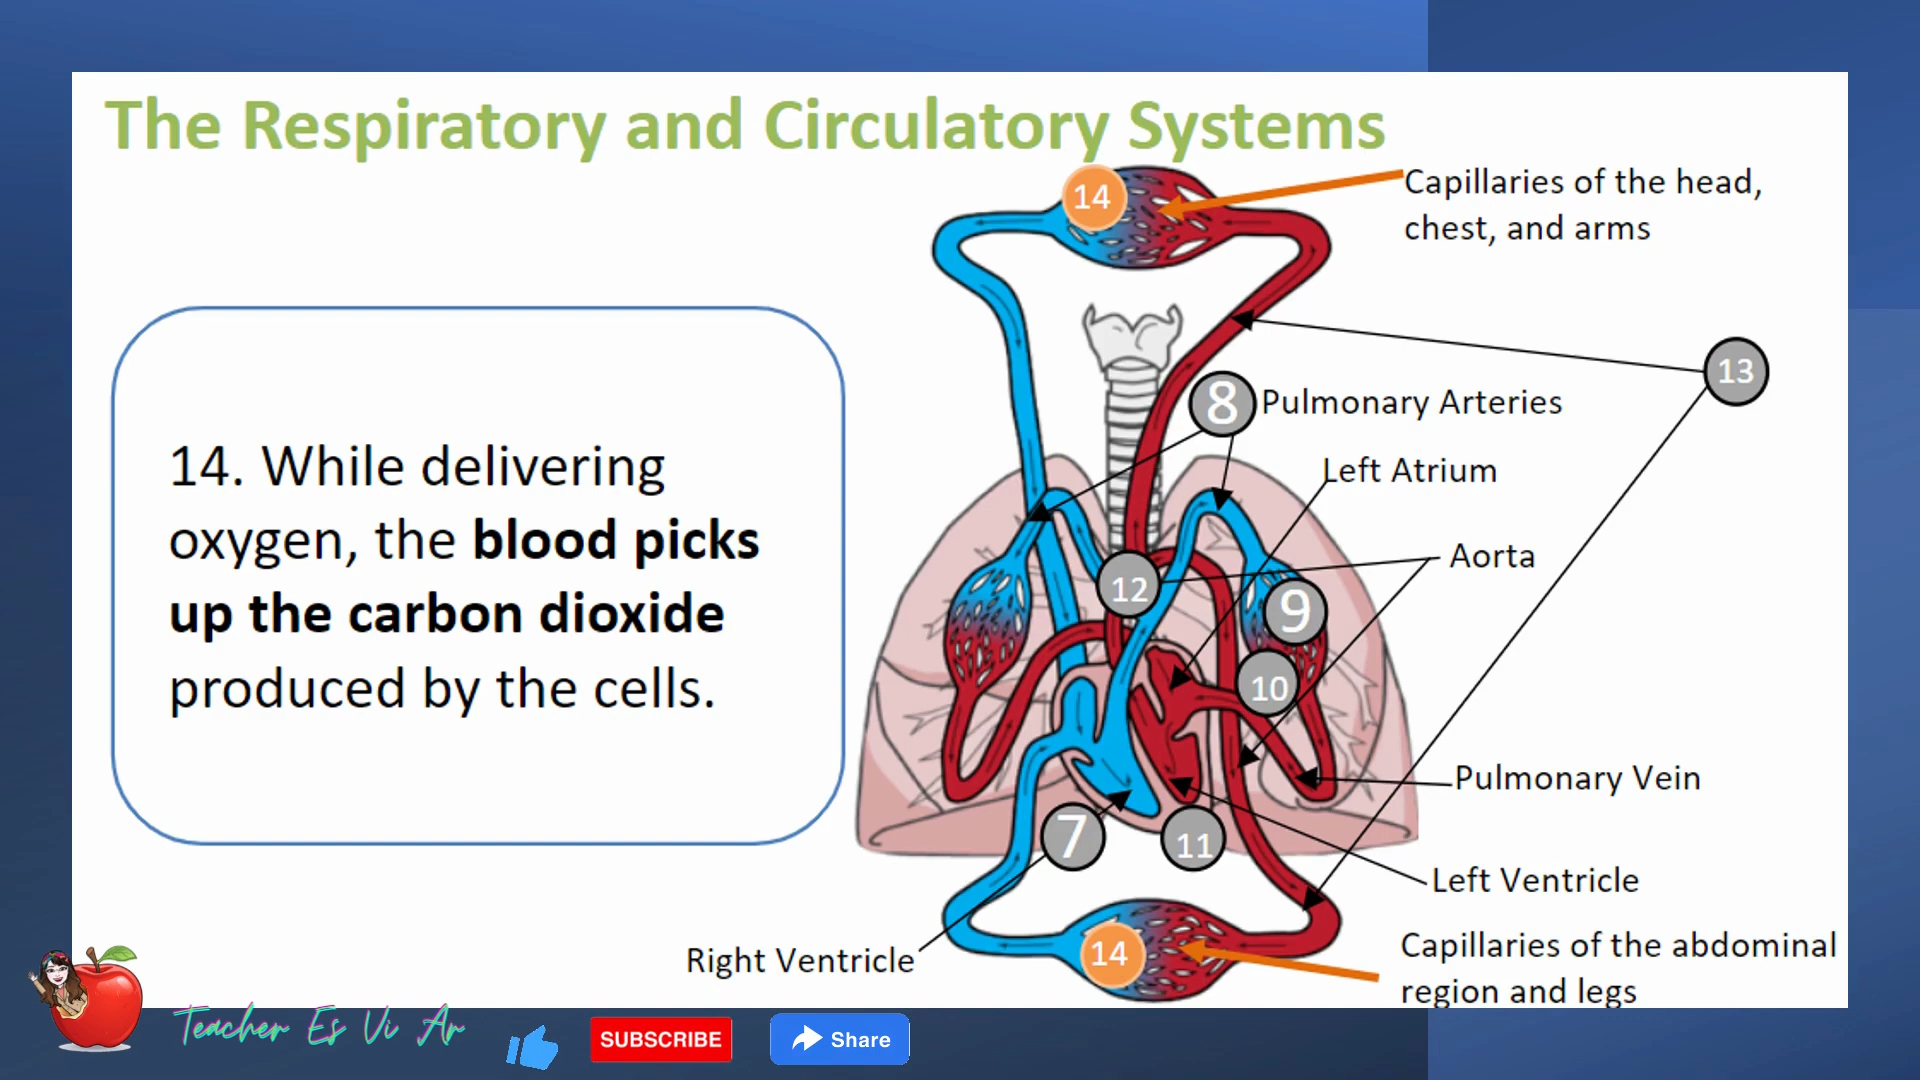 The Respiratory and Circulatory Systems
14
Capillaries of the head,
chest, and arms
13
8
Pulmonary Arteries
Left Atrium
14. While delivering
oxygen, the blood picks
up the carbon dioxide
produced by the cells.
Aorta
12
9
10
Pulmonary Vein
7
11
Left Ventricle
Right Ventricle
14
Capillaries of the abdominal
region and legs
Teacher Es Vi Ar
SUBSCRIBE
Share